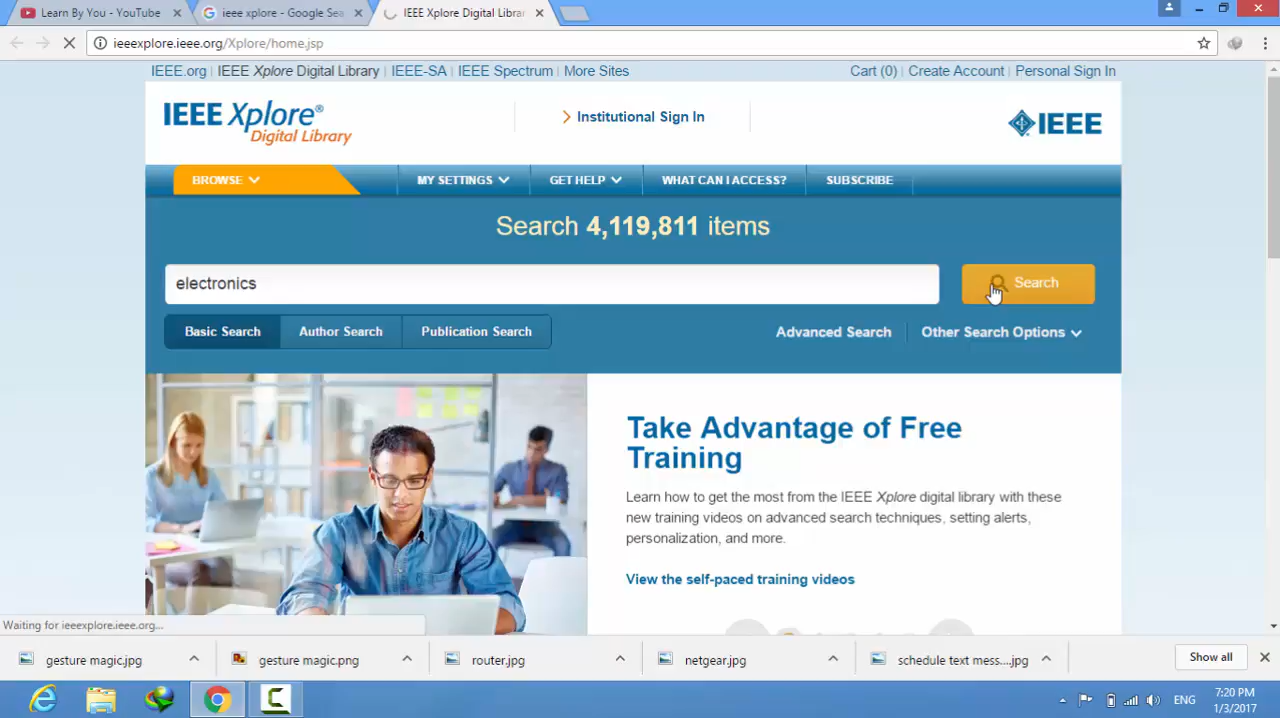 Learn By You - YouTube
ieee xplore - Google Sea
IEEE Xplore Digital Librar
ieeexplore.ieee.org/Xplore/home.jsp
IEEE.org | IEEE Xplore Digital Library | IEEE-SA | IEEE Spectrum | More Sites
Cart (0) | Create Account | Personal Sign In
IEEE Xplore®
Digital Library
Institutional Sign In
IEEE
BROWSE
MY SETTINGS
GET HELP
WHAT CAN I ACCESS?
SUBSCRIBE
Search 4,119,811 items
electronics
Search
Basic Search
Author Search
Publication Search
Advanced Search
Other Search Options
Take Advantage of Free
Training
Learn how to get the most from the IEEE Xplore digital library with these
new training videos on advanced search techniques, setting alerts,
personalization, and more.
View the self-paced training videos
Waiting for ieeexplore.ieee.org...
gesture magic.jpg
gesture magic.png
router.jpg
netgear.jpg
schedule text mess....jpg
Show all
ENG
7:20 PM
1/3/2017